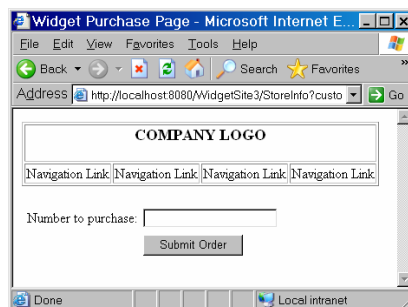 Widget Purchase Page - Microsoft Internet E...
File Edit View Favorites Tools Help
Back Search Favorites »
Address http://localhost:8080/WidgetSite3/StoreInfo?custo Go
COMPANY LOGO
Navigation Link Navigation Link Navigation Link Navigation Link
Number to purchase:
Submit Order
Done Local intranet